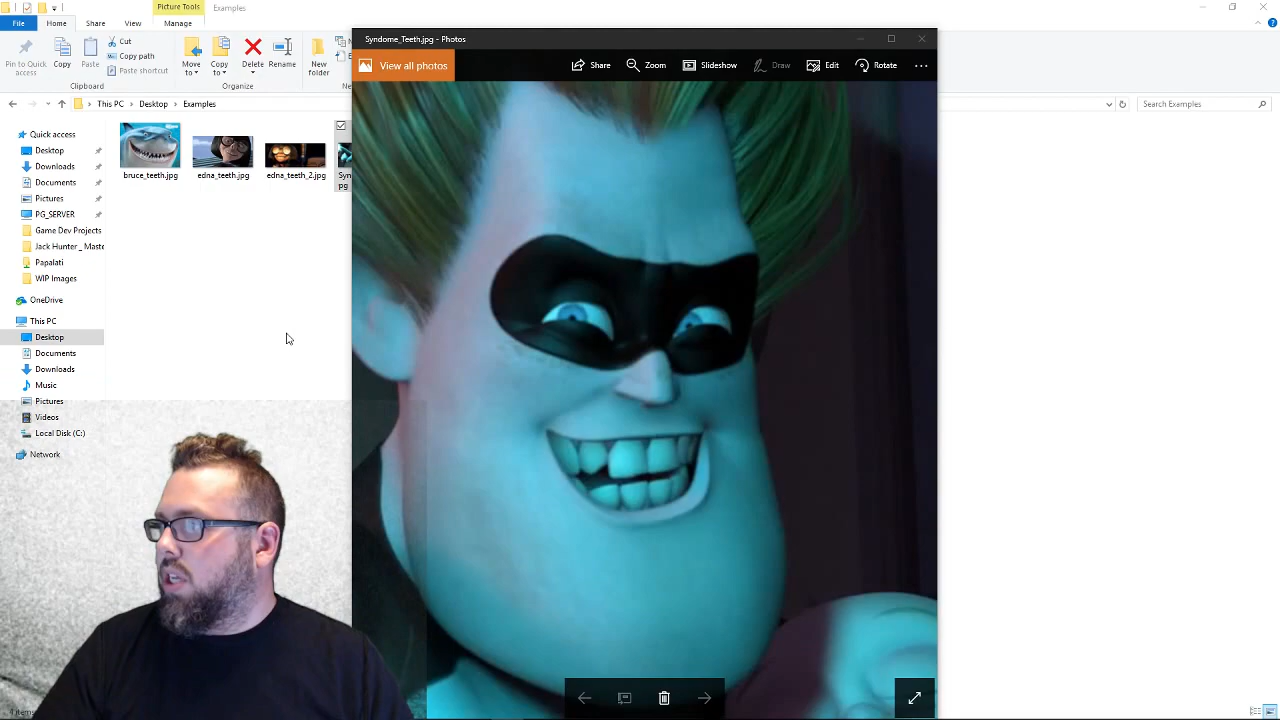 Picture Tools
Examples
File
Home
Share
View
Manage
Pin to Quick access
Copy
Paste
Cut
Copy path
Paste shortcut
Move to
Copy to
Delete
Rename
New folder
Clipboard
Organize
This PC
Desktop
Examples
Search Examples
Quick access
Desktop
Downloads
Documents
Pictures
PG_SERVER
Game Dev Projects
Jack Hunter _ Maste
Papalati
WIP Images
OneDrive
This PC
Desktop
Documents
Downloads
Music
Pictures
Videos
Local Disk (C:)
Network
bruce_teeth.jpg
edna_teeth.jpg
edna_teeth_2.jpg
Syndome_Teeth.jpg - Photos
View all photos
Share
Zoom
Slideshow
Draw
Edit
Rotate